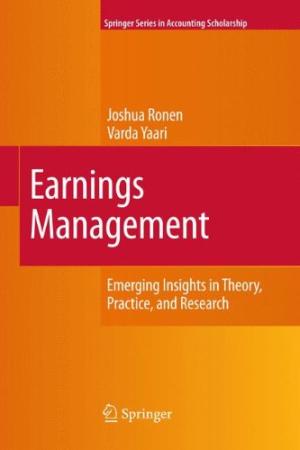 Springer Series in Accounting Scholarship
Joshua Ronen
Varda Yaari
Earnings
Management
Emerging Insights in Theory,
Practice, and Research
Springer